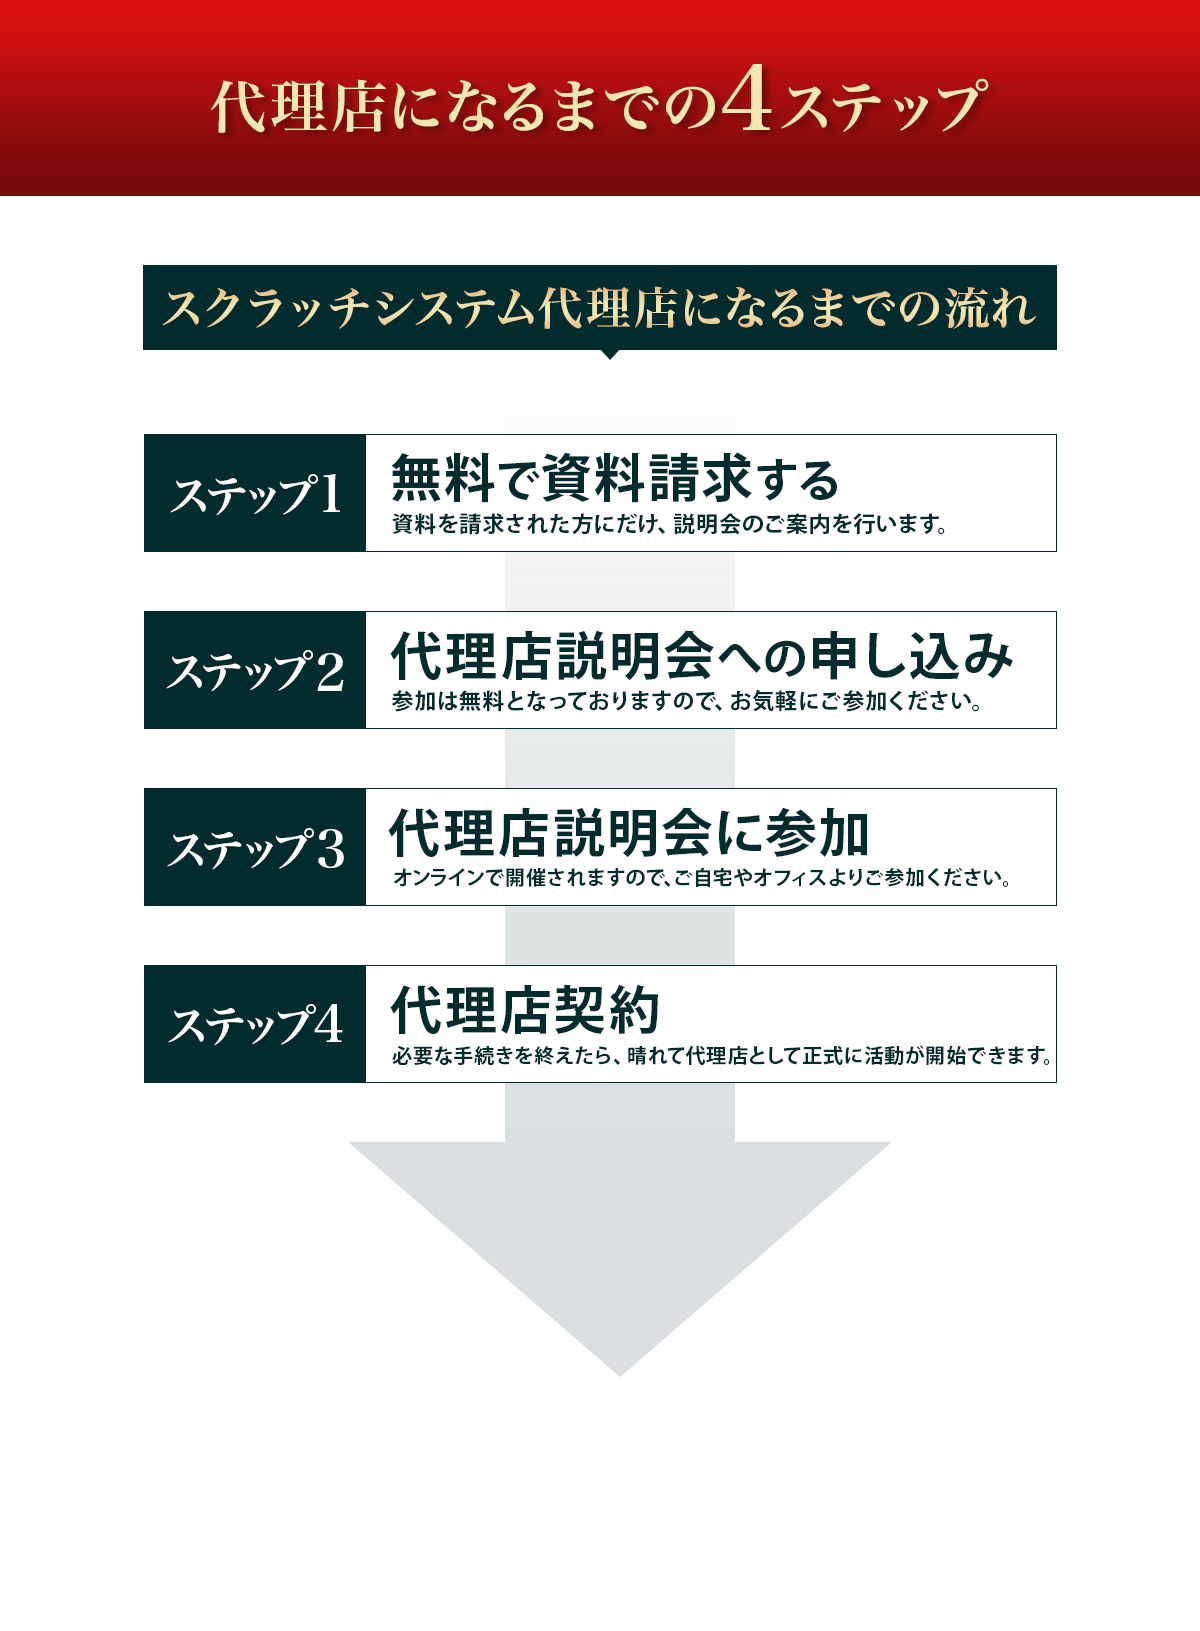 代理店になるまでの4ステップ
スクラッチシステム代理店になるまでの流れ
ステップ1
無料で資料請求する
資料を請求された方にだけ、説明会のご案内を行います。
ステップ2
代理店説明会への申し込み
参加は無料となっておりますので、お気軽にご参加ください。
ステップ3
代理店説明会に参加
オンラインで開催されますので、ご自宅やオフィスよりご参加ください。
ステップ4
代理店契約
必要な手続きを終えたら、晴れて代理店として正式に活動が開始できます。